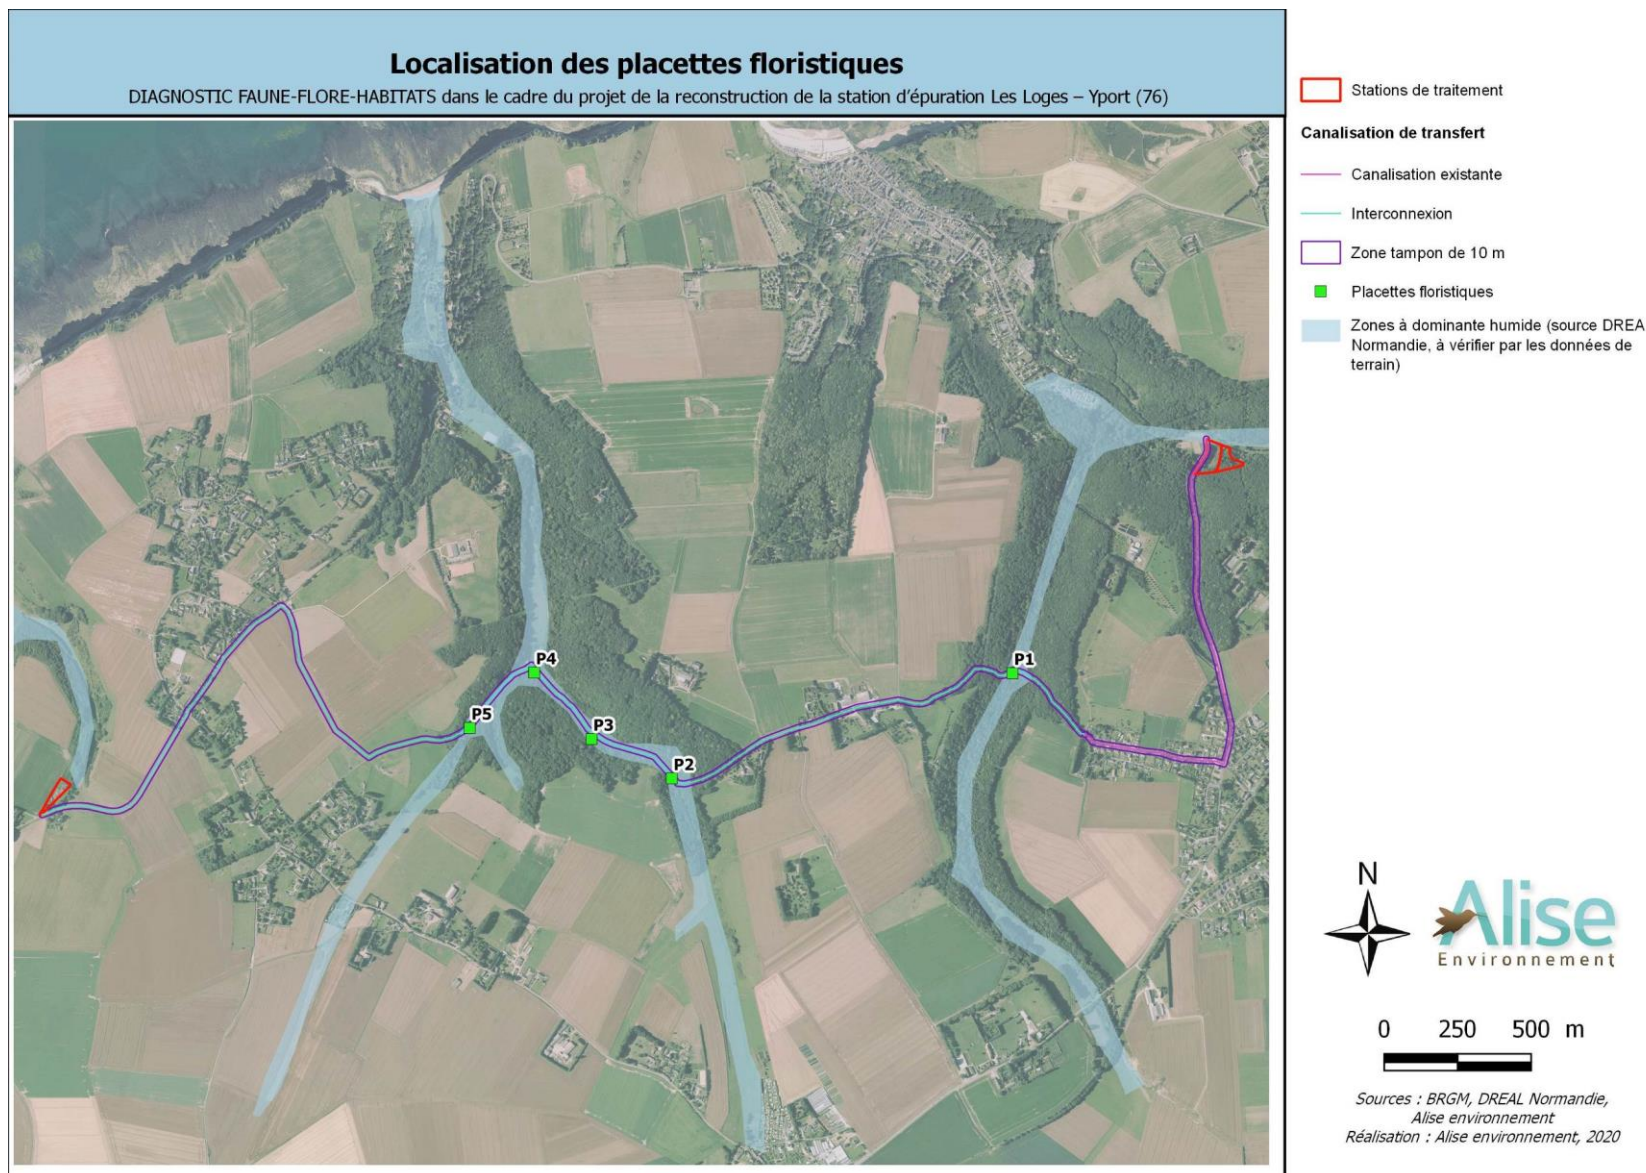 Localisation des placettes floristiques
DIAGNOSTIC FAUNE-FLORE-HABITATS dans le cadre du projet de la reconstruction de la station d'épuration Les Loges – Yport (76)
Stations de traitement
Canalisation de transfert
Canalisation existante
Interconnexion
Zone tampon de 10 m
Placettes floristiques
Zones à dominante humide (source DREA
Normandie, à vérifier par les données de
terrain)
P4
P1
P5
P3
P2
N
Alise
Environnement
0 250 500 m
Sources : BRGM, DREAL Normandie,
Alise environnement
Réalisation : Alise environnement, 2020